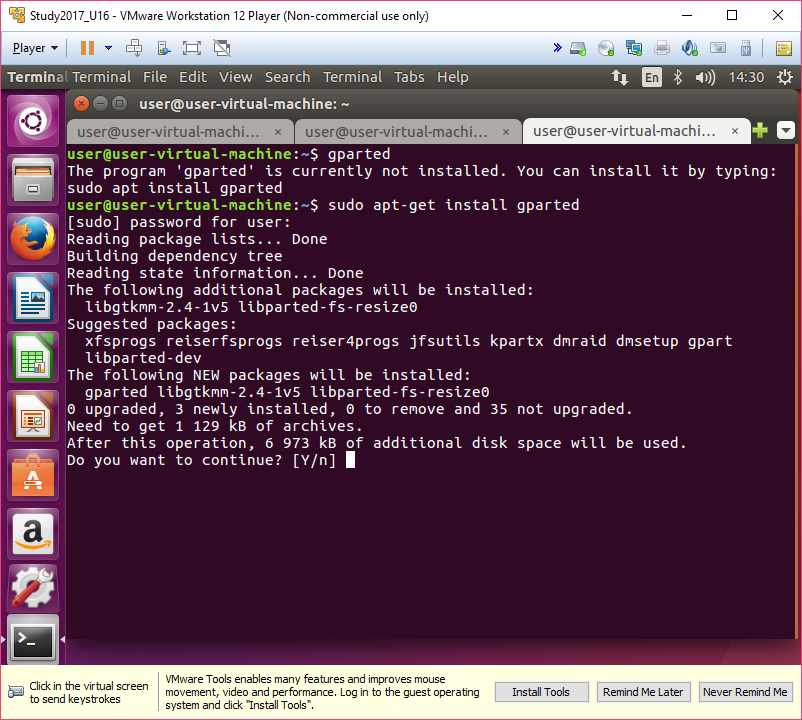 Study2017_U16 - VMware Workstation 12 Player (Non-commercial use only)
Player
Terminal Terminal File Edit View Search Terminal Tabs Help En 14:30
user@user-virtual-machine: ~
user@user-virtual-machi... × user@user-virtual-machi... × user@user-virtual-machi... ×
user@user-virtual-machine:~$ gparted
The program 'gparted' is currently not installed. You can install it by typing:
sudo apt install gparted
user@user-virtual-machine:~$ sudo apt-get install gparted
[sudo] password for user:
Reading package lists... Done
Building dependency tree
Reading state information... Done
The following additional packages will be installed:
libgtkmm-2.4-1v5 libparted-fs-resize0
Suggested packages:
xfsprogs reiserfsprogs reiser4progs jfsutils kpartx dmraid dmsetup gpart
libparted-dev
The following NEW packages will be installed:
gparted libgtkmm-2.4-1v5 libparted-fs-resize0
0 upgraded, 3 newly installed, 0 to remove and 35 not upgraded.
Need to get 1 129 kB of archives.
After this operation, 6 973 kB of additional disk space will be used.
Do you want to continue? [Y/n]
Click in the virtual screen
to send keystrokes
VMware Tools enables many features and improves mouse
movement, video and performance. Log in to the guest operating
system and click "Install Tools".
Install Tools Remind Me Later Never Remind Me